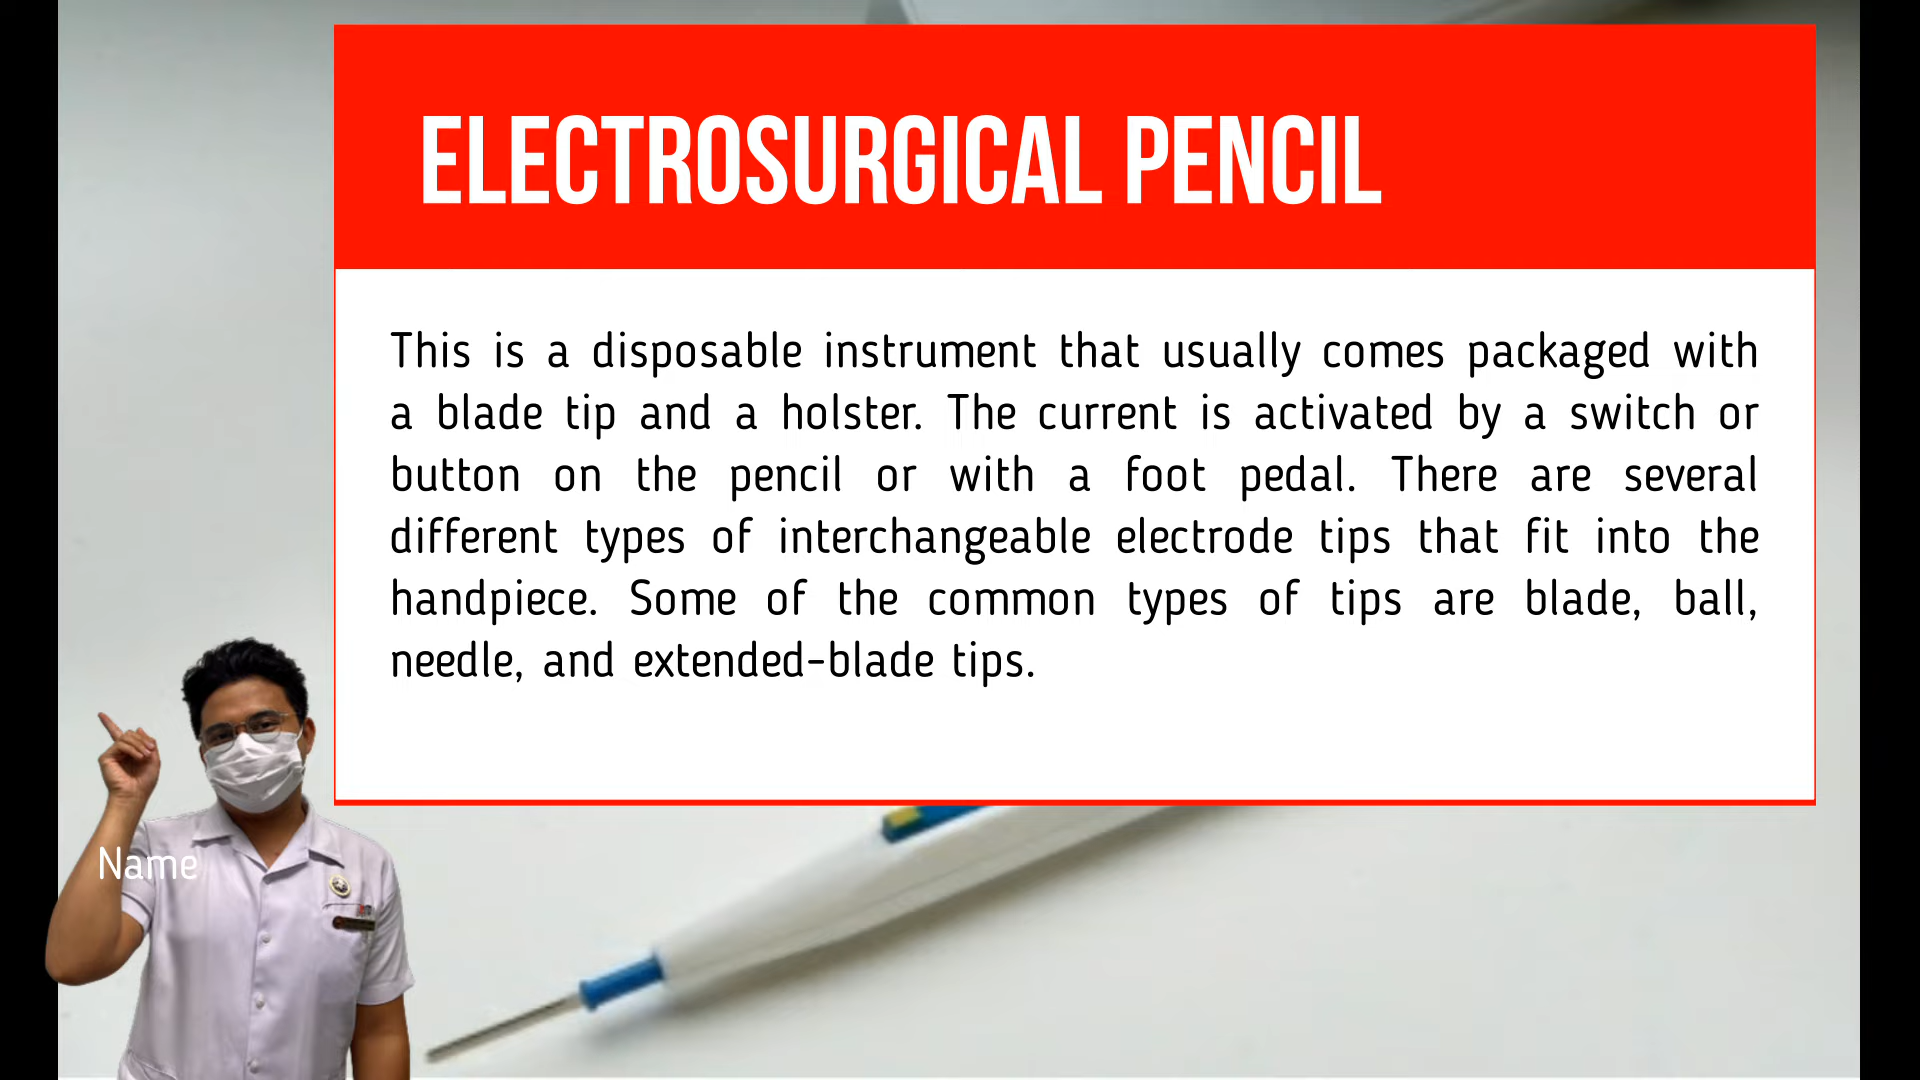 ELECTROSURGICAL PENCIL
This is a disposable instrument that usually comes packaged with
a blade tip and a holster. The current is activated by a switch or
button on the pencil or with a foot pedal. There are several
different types of interchangeable electrode tips that fit into the
handpiece. Some of the common types of tips are blade, ball,
needle, and extended-blade tips.
Name